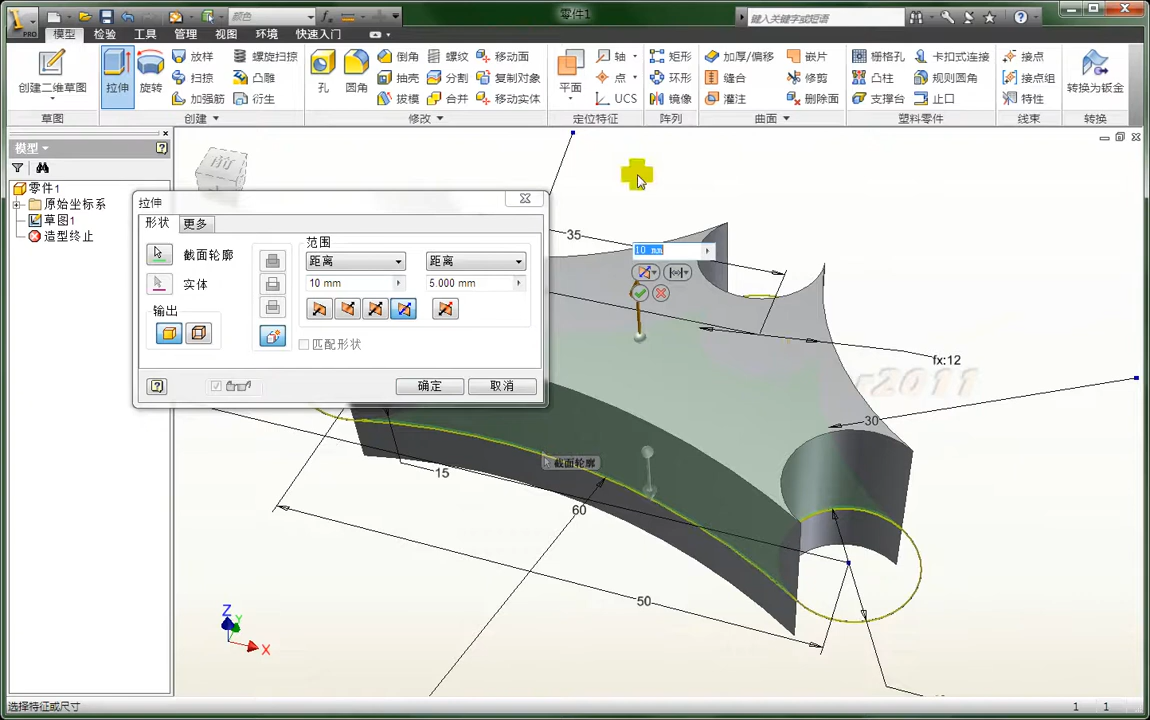 零件1
颜色
键入关键字或短语
PRO
模型 检验 工具 管理 视图 环境 快速入门
创建二维草图
草图
拉伸
旋转
放样
扫掠
加强筋
螺旋扫掠
凸雕
衍生
创建
孔
圆角
倒角
抽壳
拔模
螺纹
分割
合并
移动面
复制对象
移动实体
修改
平面
轴
点
UCS
定位特征
矩形
环形
镜像
阵列
加厚/偏移
缝合
灌注
嵌片
修剪
删除面
曲面
栅格孔
凸柱
支撑台
卡扣式连接
规则圆角
止口
塑料零件
接点
接点组
特性
线束
转换为钣金
转换
模型
零件1
原始坐标系
草图1
造型终止
前
拉伸
形状 更多
截面轮廓
实体
输出
范围
距离 距离
10 mm 5.000 mm
匹配形状
确定 取消
35
10 mm
fx:12
r2011
30
截面轮廓
15
60
50
Z
Y
X
选择特征或尺寸
1 1